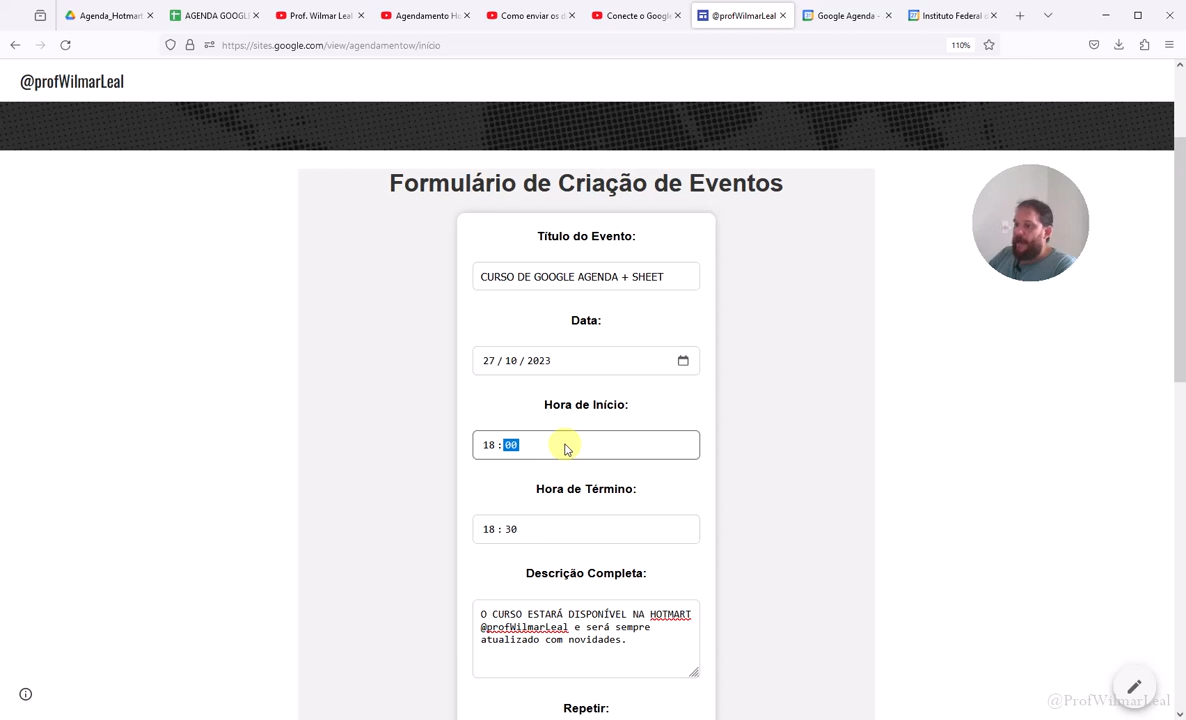 Agenda_Hotmart
AGENDA GOOGL
Prof. Wilmar Leal
Agendamento Ho
Como enviar os d
Conecte o Google
@profWilmarLeal
Google Agenda -
Instituto Federal d
https://sites.google.com/view/agendamentow/início
110%
@profWilmarLeal
Formulário de Criação de Eventos
Título do Evento:
CURSO DE GOOGLE AGENDA + SHEET
Data:
27/10/2023
Hora de Início:
18:00
Hora de Término:
18:30
Descrição Completa:
O CURSO ESTARÁ DISPONÍVEL NA HOTMART
@profWilmarLeal e será sempre
atualizado com novidades.
Repetir:
@ProfWilmarLeal